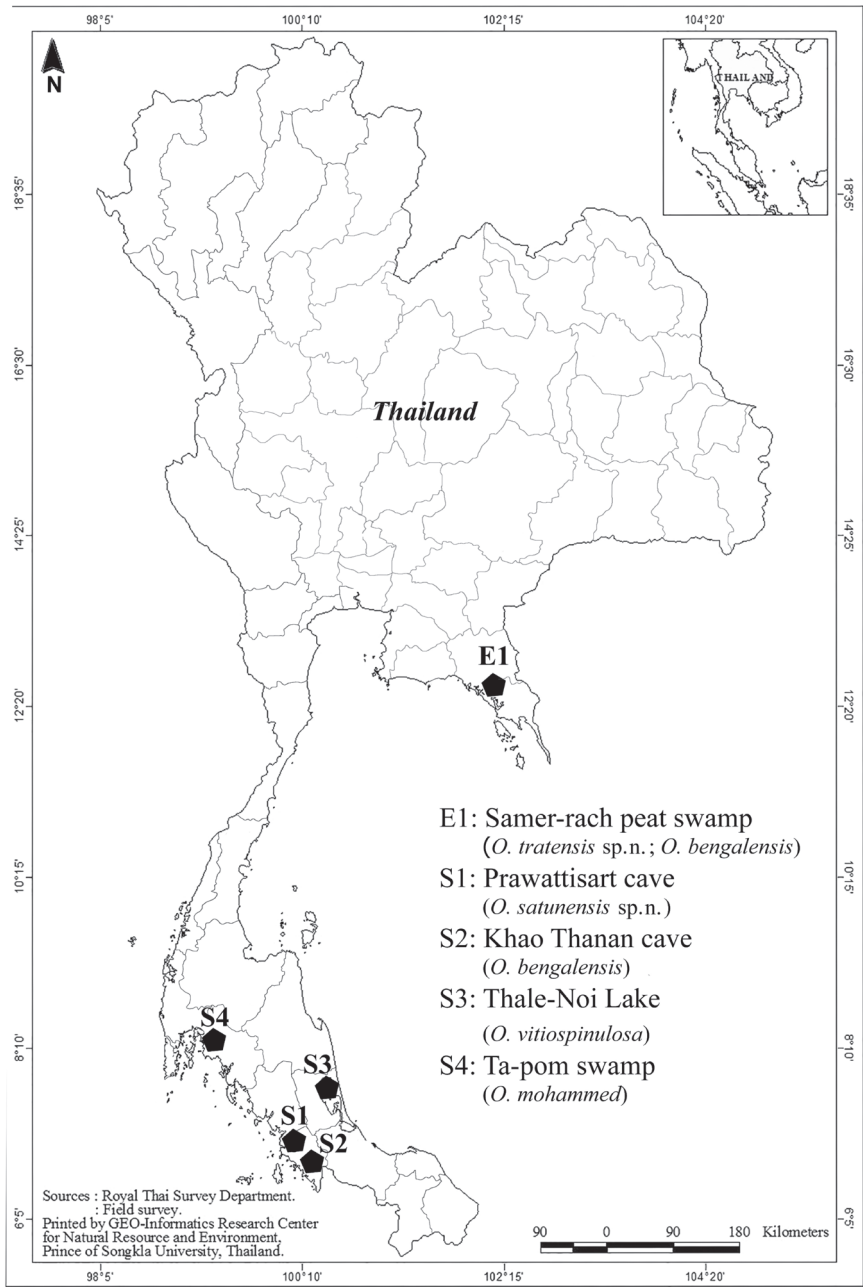 98°5' 100°10' 102°15' 104°20'
N
THAILAND
18°35' 18°35'
16°30' 16°30'
Thailand
14°25' 14°25'
E1
12°20' 12°20'
E1: Samer-rach peat swamp
(O. tratensis sp.n.; O. bengalensis)
10°15' 10°15'
S1: Prawattisart cave
(O. satunensis sp.n.)
S2: Khao Thanan cave
(O. bengalensis)
S3: Thale-Noi Lake
(O. vitiospinulosa)
S4
8°10' 8°10'
S4: Ta-pom swamp
(O. mohammed)
S3
S1
S2
Sources : Royal Thai Survey Department.
: Field survey.
Printed by GEO-Informatics Research Center
for Natural Resource and Environment,
Prince of Songkla University, Thailand.
6°5' 6°5'
90 0 90 180 Kilometers
98°5' 100°10' 102°15' 104°20'